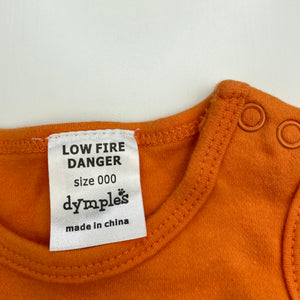 LOW FIRE
DANGER
size 000
dymples
made in china